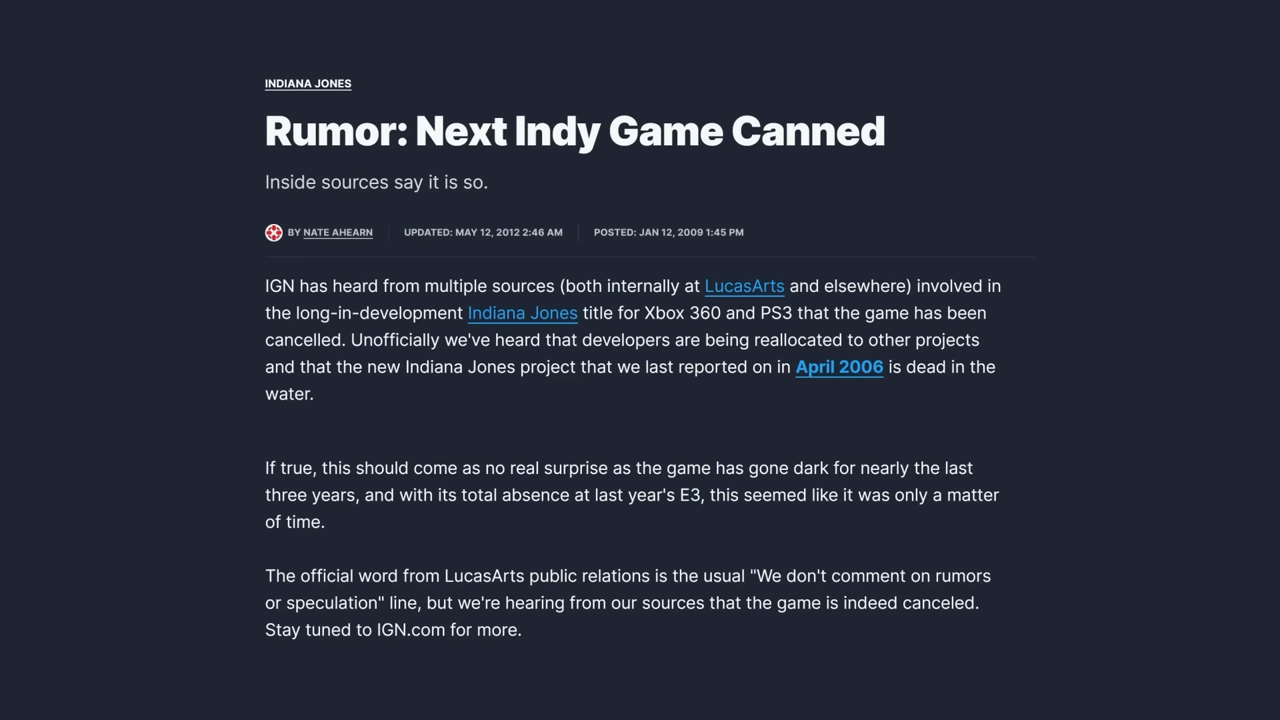 INDIANA JONES
Rumor: Next Indy Game Canned
Inside sources say it is so.
BY NATE AHEARN UPDATED: MAY 12, 2012 2:46 AM POSTED: JAN 12, 2009 1:45 PM
IGN has heard from multiple sources (both internally at LucasArts and elsewhere) involved in
the long-in-development Indiana Jones title for Xbox 360 and PS3 that the game has been
cancelled. Unofficially we've heard that developers are being reallocated to other projects
and that the new Indiana Jones project that we last reported on in April 2006 is dead in the
water.
If true, this should come as no real surprise as the game has gone dark for nearly the last
three years, and with its total absence at last year's E3, this seemed like it was only a matter
of time.
The official word from LucasArts public relations is the usual "We don't comment on rumors
or speculation" line, but we're hearing from our sources that the game is indeed canceled.
Stay tuned to IGN.com for more.